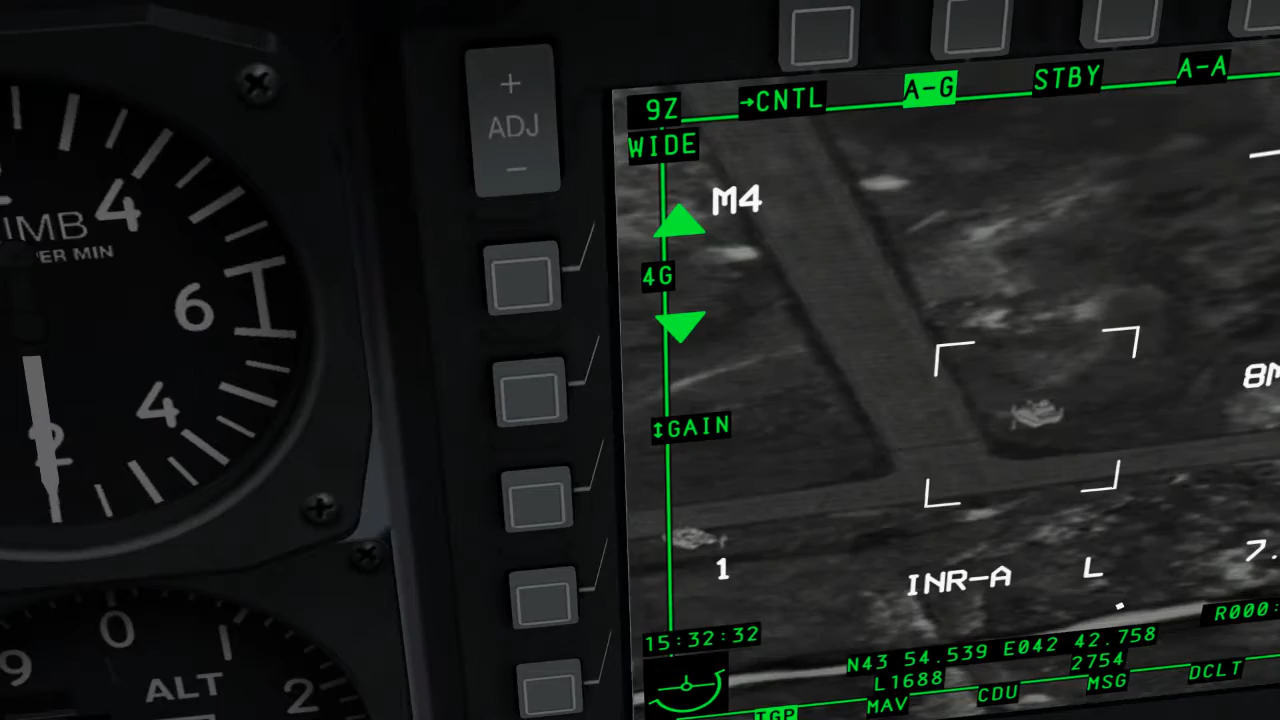 +
ADJ
−
9Z
→CNTL
A-G
STBY
A-A
WIDE
M4
4G
↕GAIN
4
PER MIN
6
4
2
1
INR-A
L
15:32:32
N43 54.539 E042 42.758
L1688
2754
TGP
MAV
CDU
MSG
DCLT
9
0
1
ALT
2